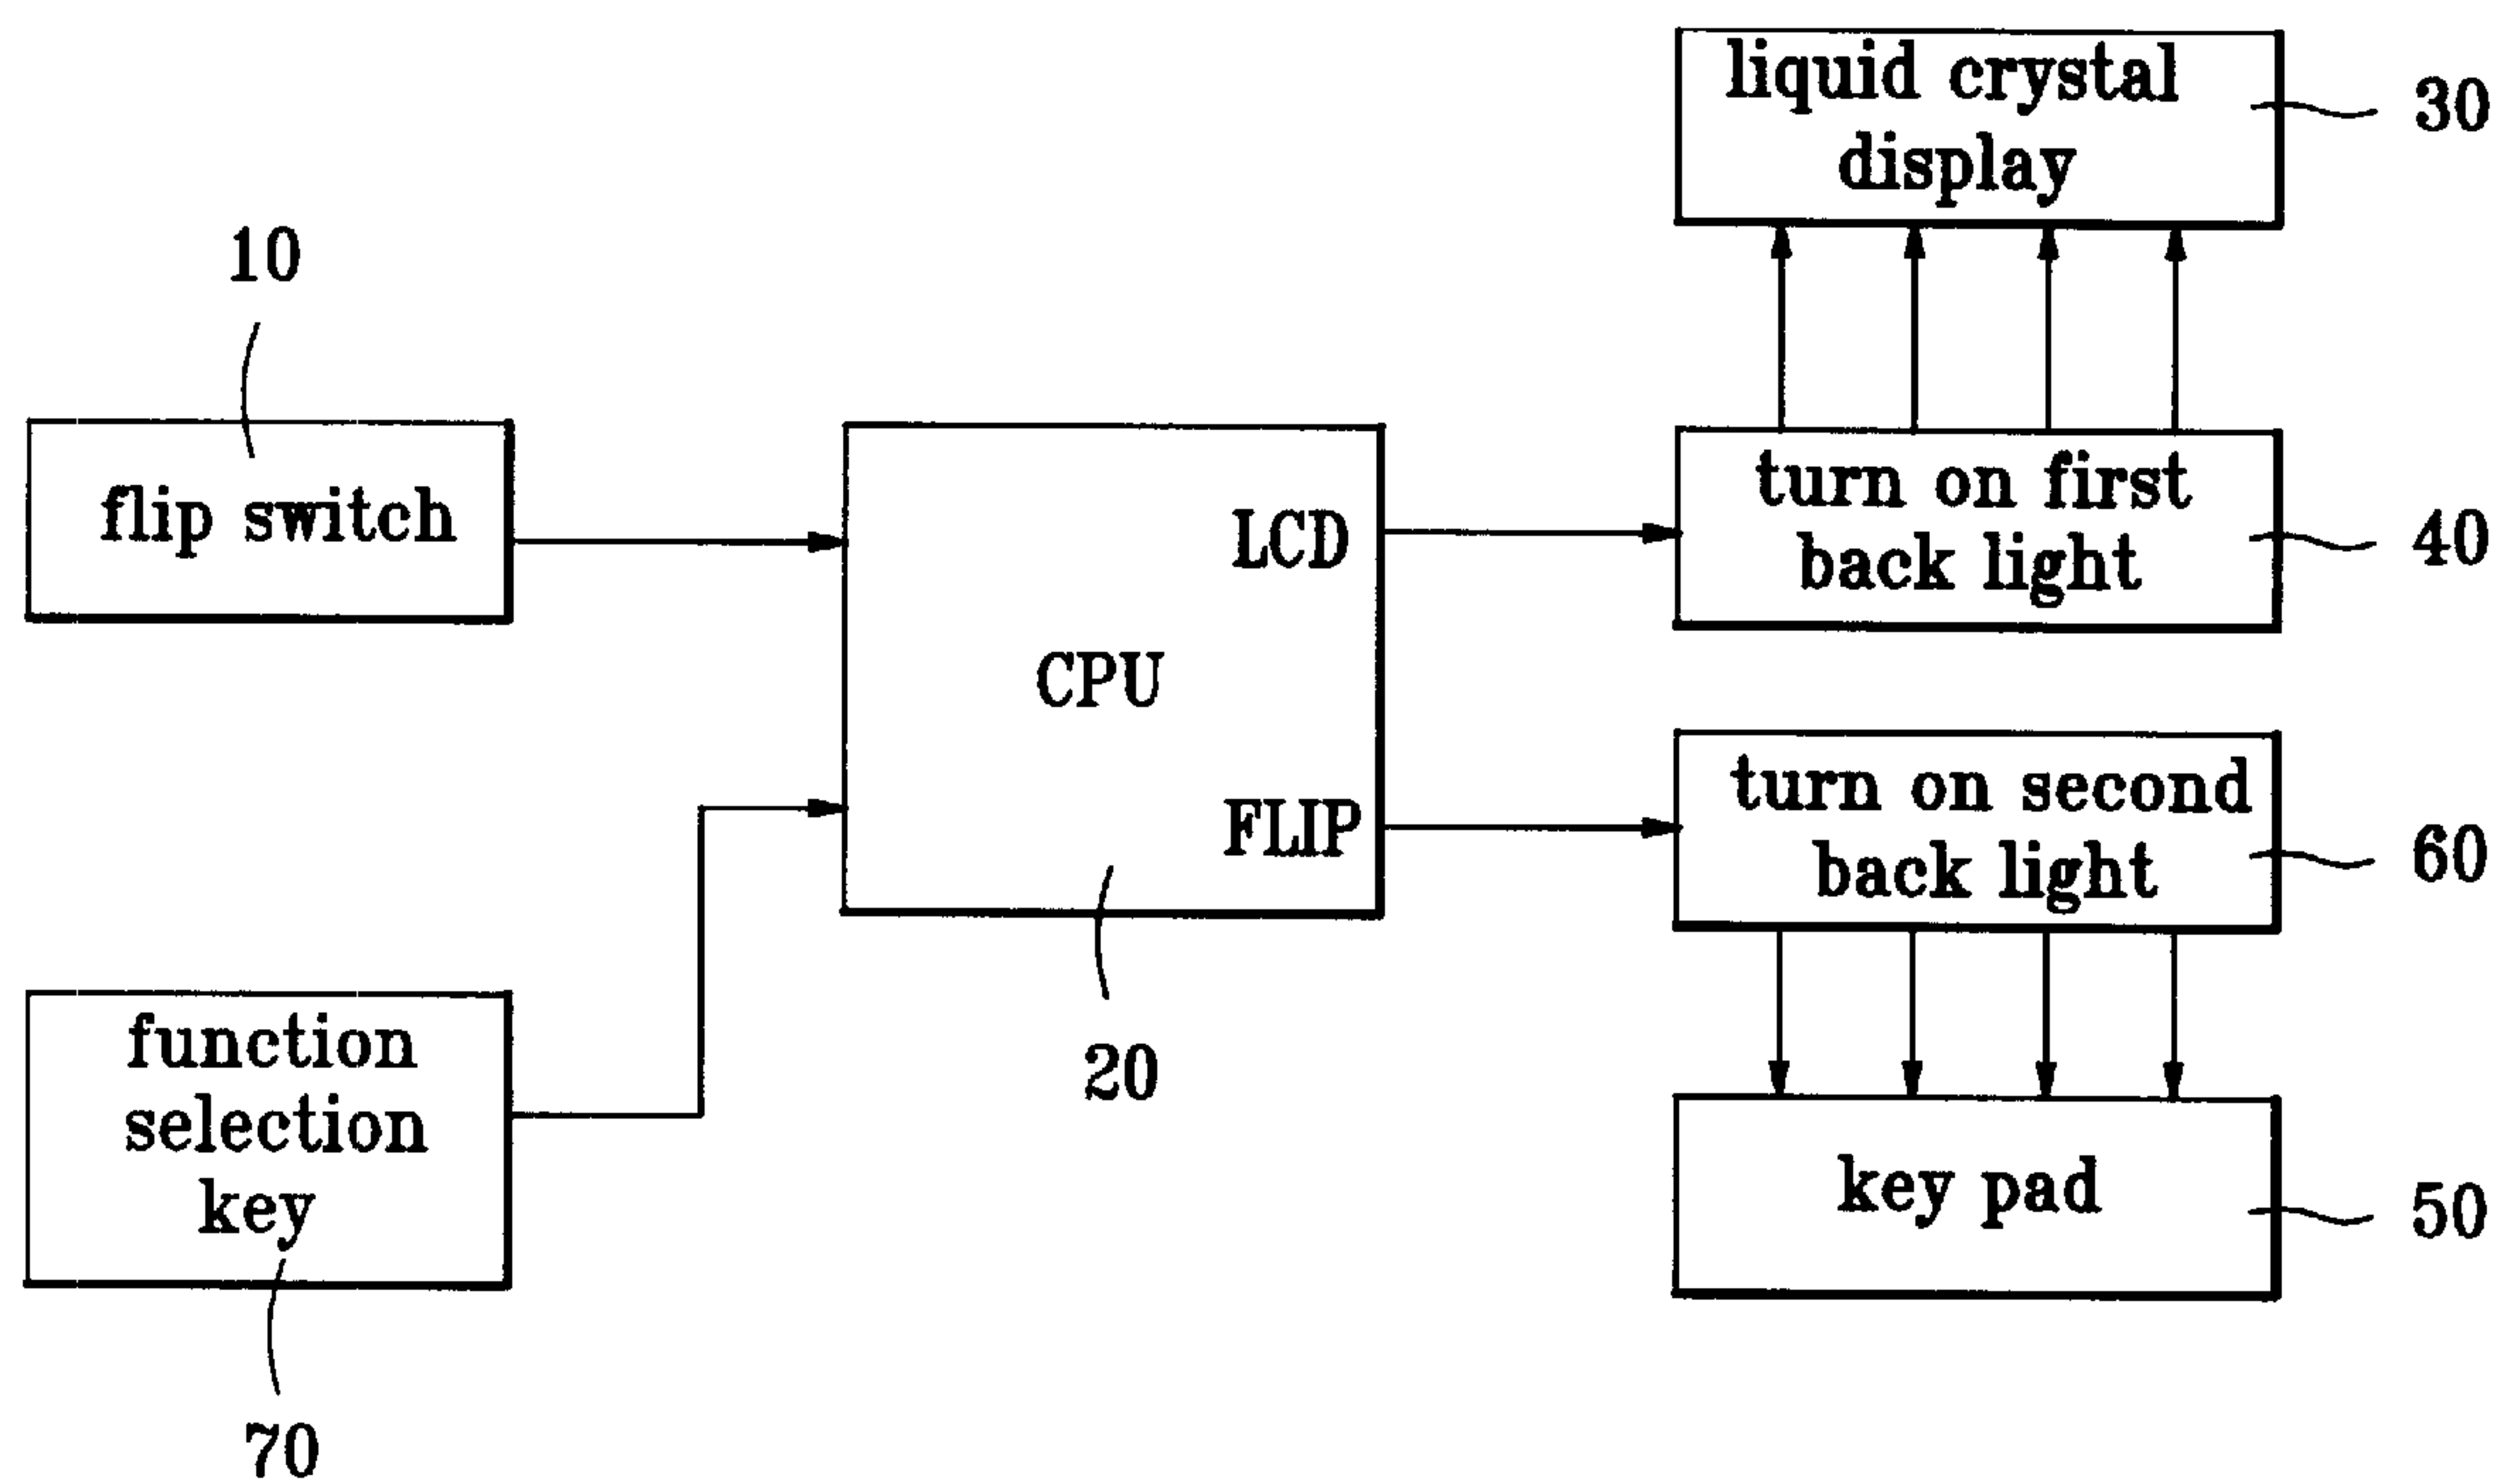 liquid crystal
display
30
10
flip switch
LCD
CPU
FLIP
20
turn on first
back light
40
turn on second
back light
60
function
selection
key
70
key pad
50